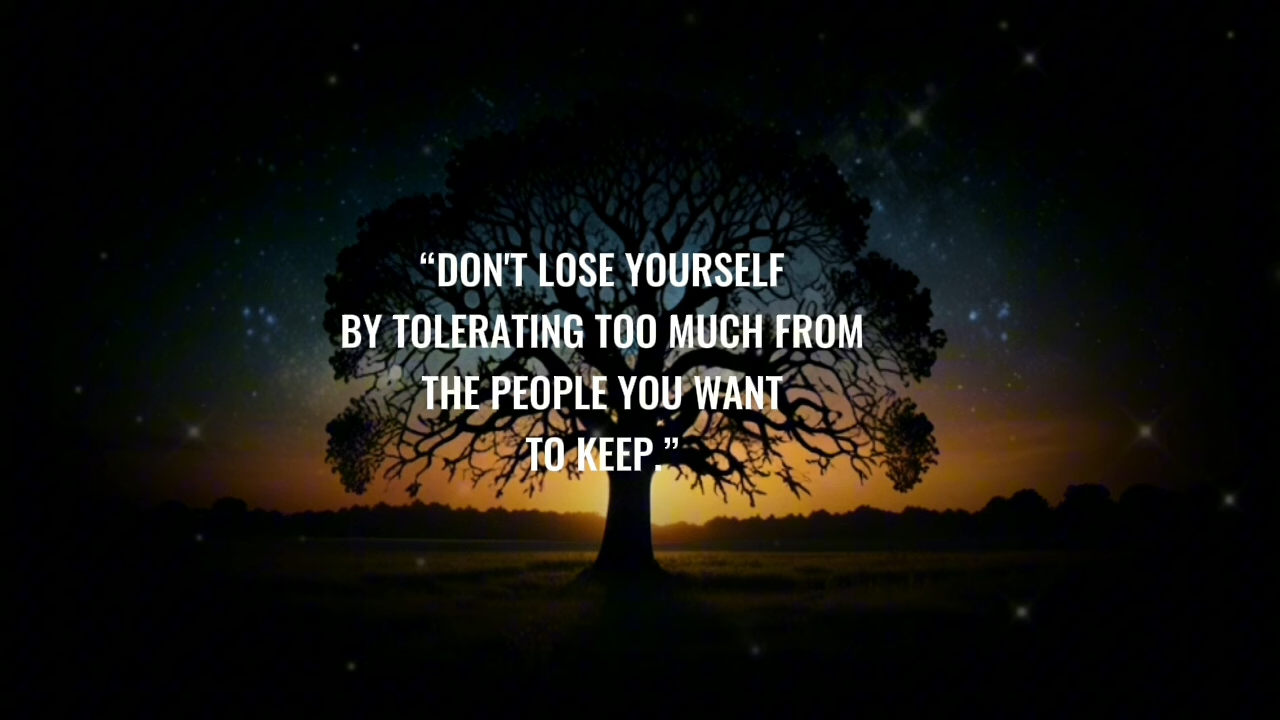 “DON'T LOSE YOURSELF
BY TOLERATING TOO MUCH FROM
THE PEOPLE YOU WANT
TO KEEP.”